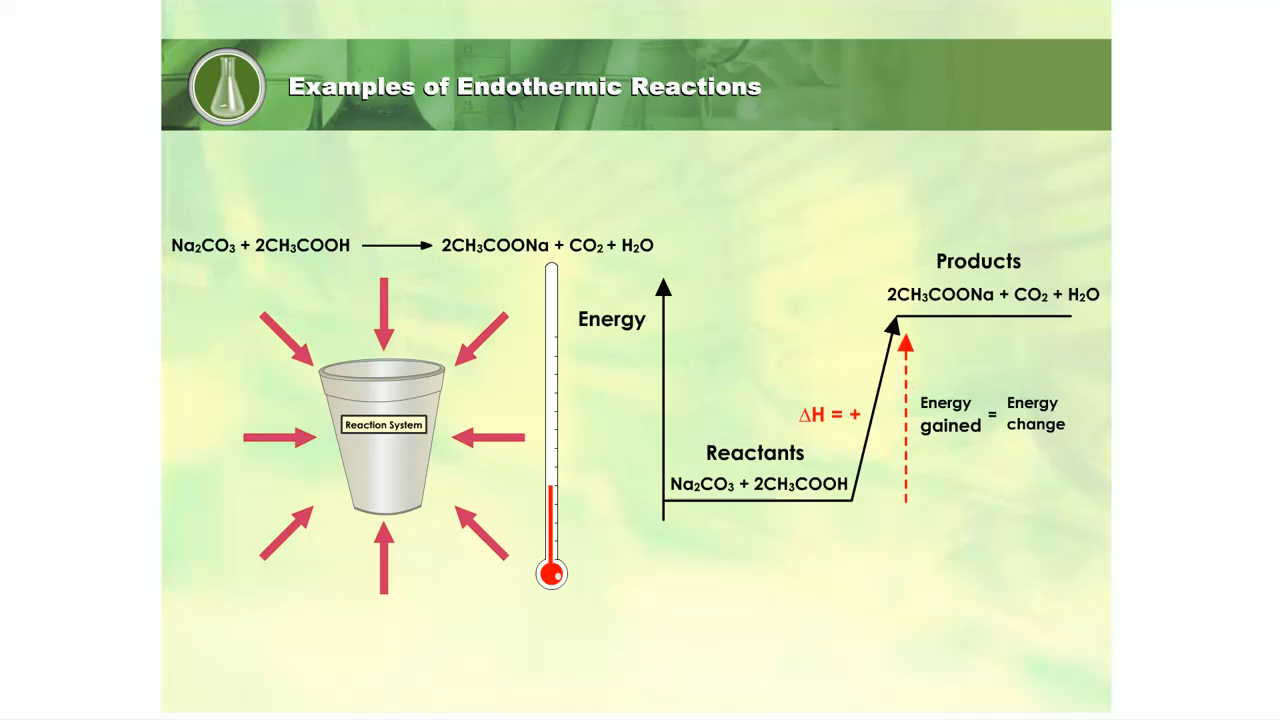 Examples of Endothermic Reactions
Na₂CO₃ + 2CH₃COOH ⟶ 2CH₃COONa + CO₂ + H₂O
Reaction System
Energy
Products
2CH₃COONa + CO₂ + H₂O
ΔH = +
Energy gained = Energy change
Reactants
Na₂CO₃ + 2CH₃COOH